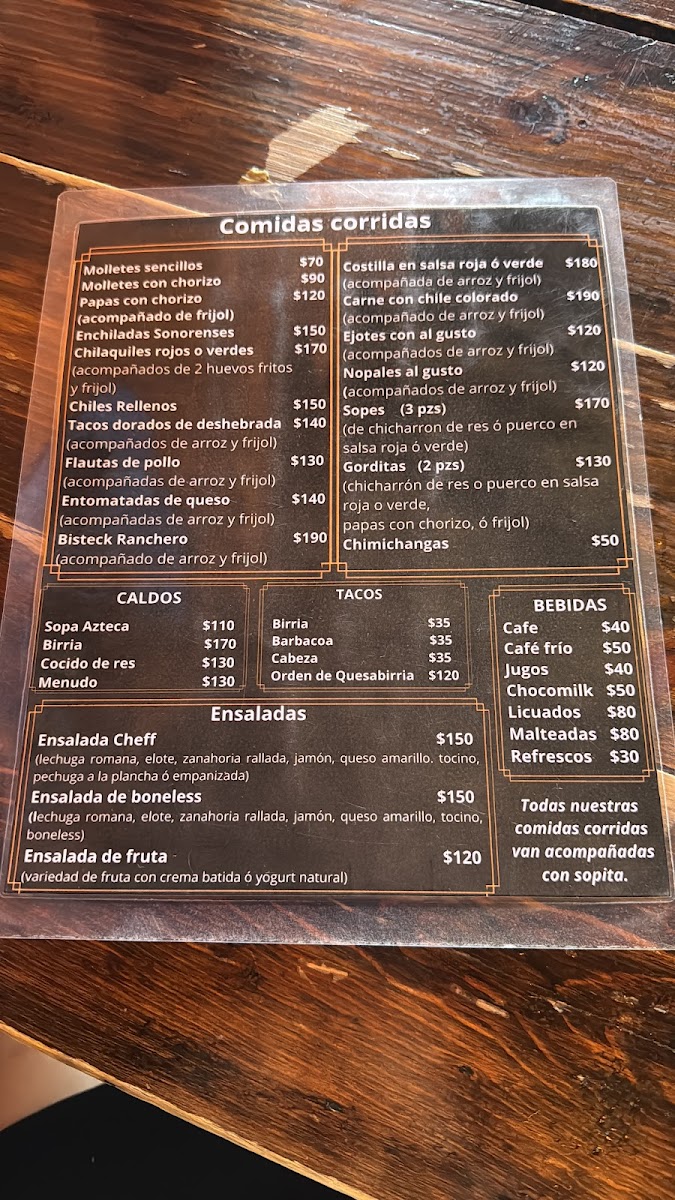 Comidas corridas
Molletes sencillos $70
Molletes con chorizo $90
Papas con chorizo $120
(acompañado de frijol)
Enchiladas Sonorenses $150
Chilaquiles rojos o verdes $170
(acompañados de 2 huevos fritos
y frijol)
Chiles Rellenos $150
Tacos dorados de deshebrada $140
(acompañados de arroz y frijol)
Flautas de pollo $130
(acompañadas de arroz y frijol)
Entomatadas de queso $140
(acompañadas de arroz y frijol)
Bisteck Ranchero $190
(acompañado de arroz y frijol)
Costilla en salsa roja ó verde $180
(acompañada de arroz y frijol)
Carne con chile colorado $190
(acompañado de arroz y frijol)
Ejotes con al gusto $120
(acompañados de arroz y frijol)
Nopales al gusto $120
(acompañados de arroz y frijol)
Sopes (3 pzs) $170
(de chicharron de res ó puerco en
salsa roja ó verde)
Gorditas (2 pzs) $130
(chicharrón de res o puerco en salsa
roja o verde,
papas con chorizo, ó frijol)
Chimichangas $50
CALDOS
Sopa Azteca $110
Birria $170
Cocido de res $130
Menudo $130
TACOS
Birria $35
Barbacoa $35
Cabeza $35
Orden de Quesabirria $120
BEBIDAS
Cafe $40
Café frío $50
Jugos $40
Chocomilk $50
Licuados $80
Malteadas $80
Refrescos $30
Ensaladas
Ensalada Cheff $150
(lechuga romana, elote, zanahoria rallada, jamón, queso amarillo. tocino,
pechuga a la plancha ó empanizada)
Ensalada de boneless $150
(lechuga romana, elote, zanahoria rallada, jamón, queso amarillo, tocino,
boneless)
Ensalada de fruta $120
(variedad de fruta con crema batida ó yogurt natural)
Todas nuestras
comidas corridas
van acompañadas
con sopita.